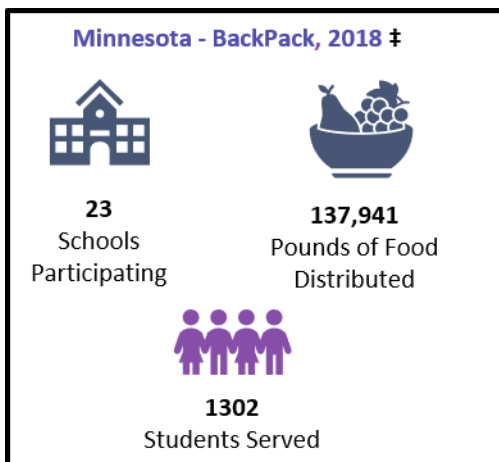 Minnesota - BackPack, 2018 ‡
23
Schools
Participating
137,941
Pounds of Food
Distributed
1302
Students Served